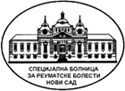 СПЕЦИЈАЛНА БОЛНИЦА
ЗА РЕУМАТСКЕ БОЛЕСТИ
НОВИ САД